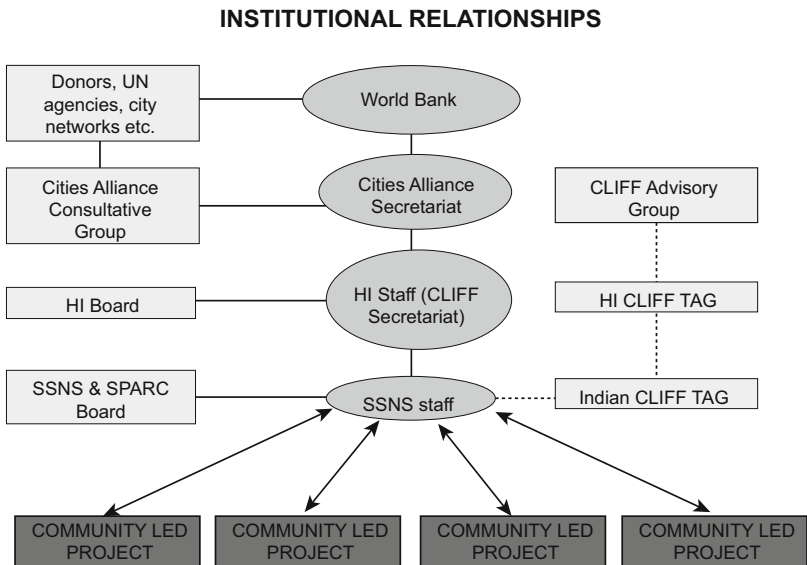 INSTITUTIONAL RELATIONSHIPS
Donors, UN
agencies, city
networks etc.
World Bank
Cities Alliance
Consultative
Group
Cities Alliance
Secretariat
CLIFF Advisory
Group
HI Board
HI Staff (CLIFF
Secretariat)
HI CLIFF TAG
SSNS & SPARC
Board
SSNS staff
Indian CLIFF TAG
COMMUNITY LED
PROJECT
COMMUNITY LED
PROJECT
COMMUNITY LED
PROJECT
COMMUNITY LED
PROJECT